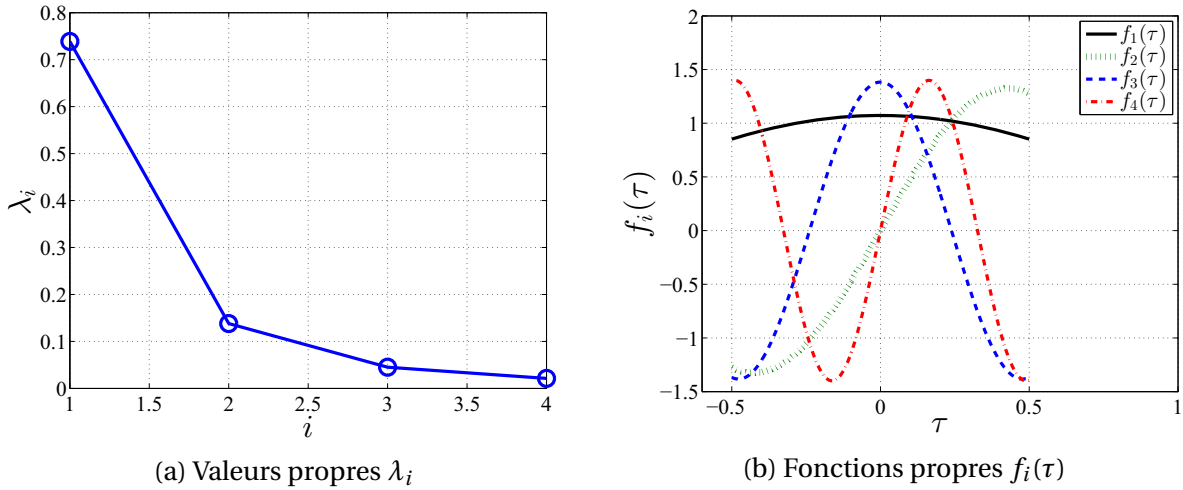 0.8
0.7
0.6
0.5
0.4
0.3
0.2
0.1
0
λᵢ
1 1.5 2 2.5 3 3.5 4
i
(a) Valeurs propres λᵢ
2
1.5
1
0.5
0
−0.5
−1
−1.5
fᵢ(τ)
−0.5 0 0.5 1
τ
f₁(τ)
f₂(τ)
f₃(τ)
f₄(τ)
(b) Fonctions propres fᵢ(τ)